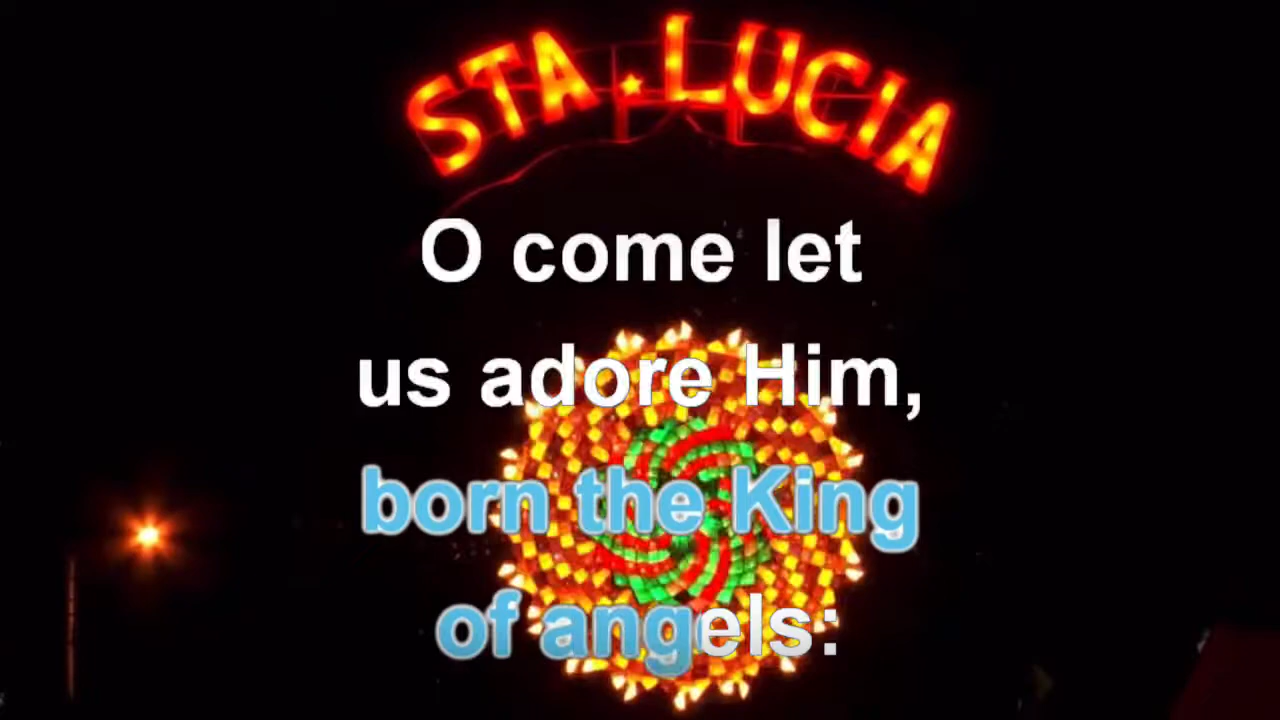 STA. LUCIA
O come let
us adore Him,
born the King
of angels: